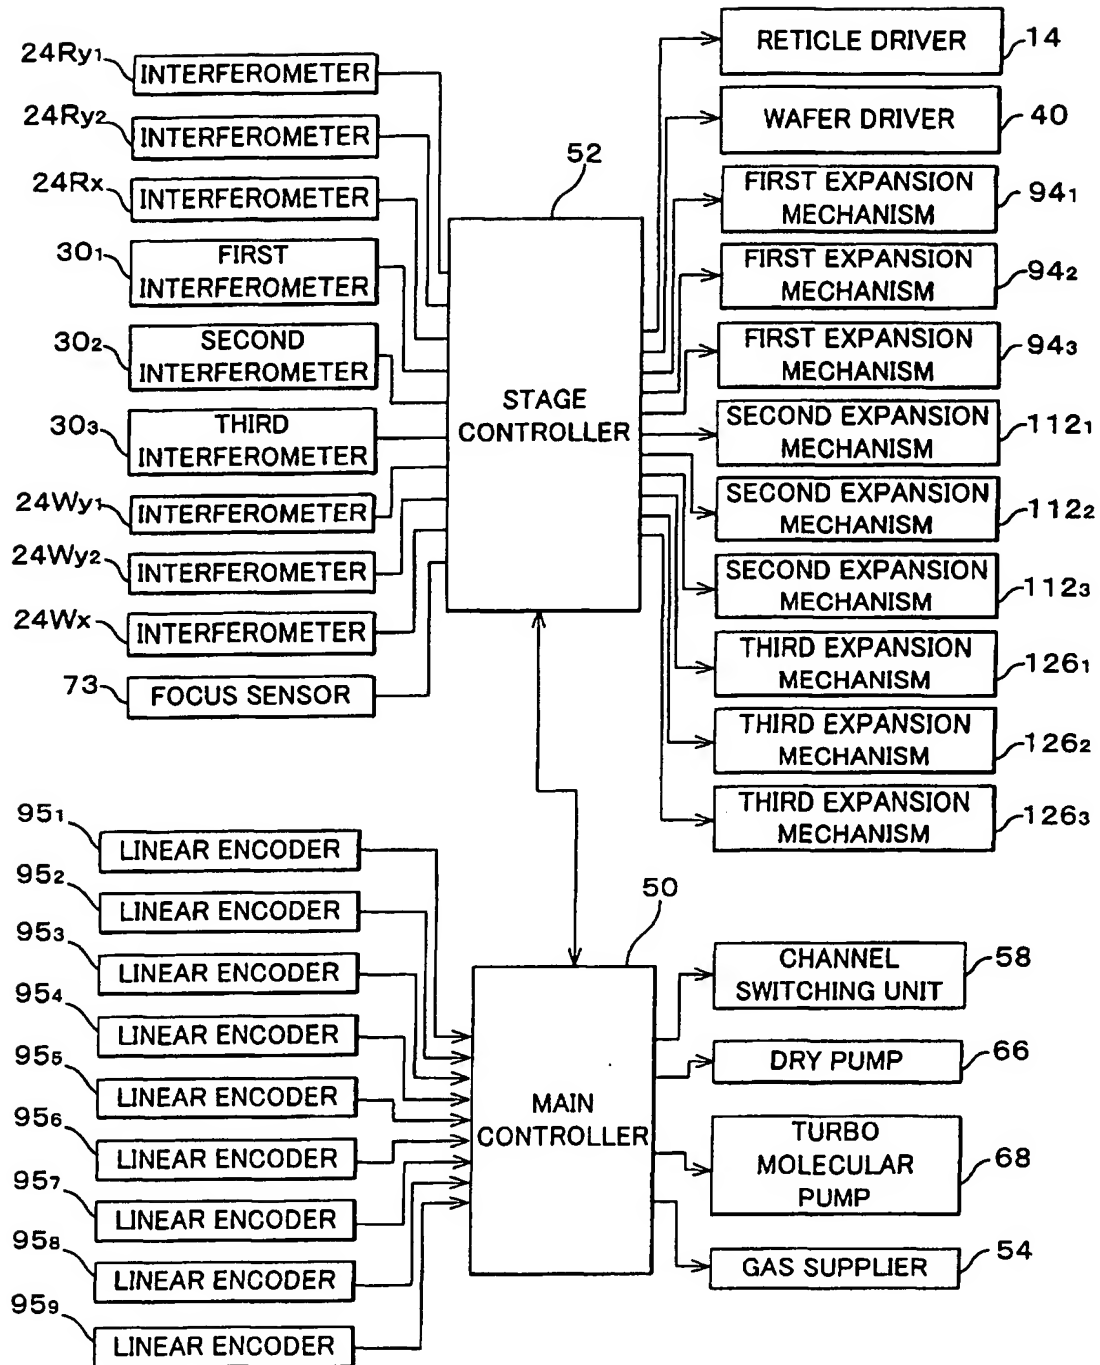 24Ry1
INTERFEROMETER
24Ry2
INTERFEROMETER
24Rx
INTERFEROMETER
301
FIRST
INTERFEROMETER
302
SECOND
INTERFEROMETER
303
THIRD
INTERFEROMETER
24Wy1
INTERFEROMETER
24Wy2
INTERFEROMETER
24Wx
INTERFEROMETER
73
FOCUS SENSOR
52
STAGE
CONTROLLER
RETICLE DRIVER
14
WAFER DRIVER
40
FIRST EXPANSION
MECHANISM
941
FIRST EXPANSION
MECHANISM
942
FIRST EXPANSION
MECHANISM
943
SECOND EXPANSION
MECHANISM
1121
SECOND EXPANSION
MECHANISM
1122
SECOND EXPANSION
MECHANISM
1123
THIRD EXPANSION
MECHANISM
1261
THIRD EXPANSION
MECHANISM
1262
THIRD EXPANSION
MECHANISM
1263
951
LINEAR ENCODER
952
LINEAR ENCODER
953
LINEAR ENCODER
954
LINEAR ENCODER
955
LINEAR ENCODER
956
LINEAR ENCODER
957
LINEAR ENCODER
958
LINEAR ENCODER
959
LINEAR ENCODER
50
MAIN
CONTROLLER
CHANNEL
SWITCHING UNIT
58
DRY PUMP
66
TURBO
MOLECULAR
PUMP
68
GAS SUPPLIER
54